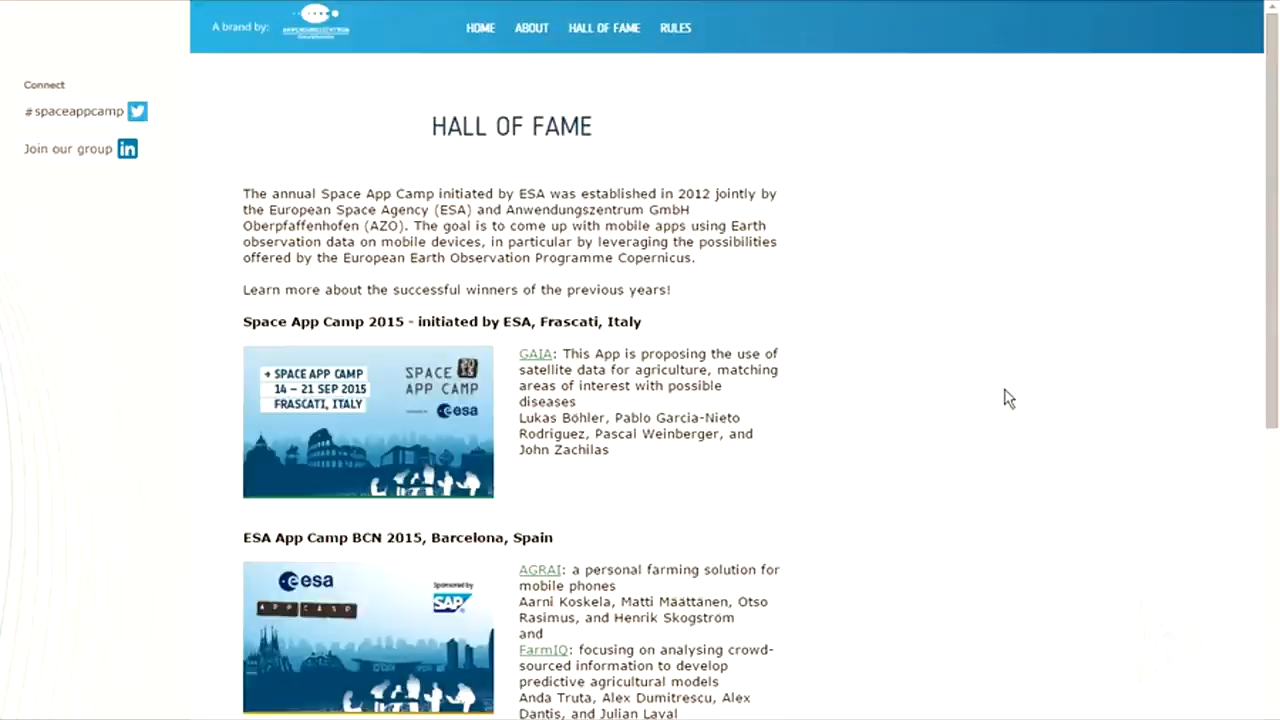 A brand by:
HOME ABOUT HALL OF FAME RULES
Connect
#spaceappcamp
Join our group in
HALL OF FAME
The annual Space App Camp initiated by ESA was established in 2012 jointly by
the European Space Agency (ESA) and Anwendungszentrum GmbH
Oberpfaffenhofen (AZO). The goal is to come up with mobile apps using Earth
observation data on mobile devices, in particular by leveraging the possibilities
offered by the European Earth Observation Programme Copernicus.
Learn more about the successful winners of the previous years!
Space App Camp 2015 - initiated by ESA, Frascati, Italy
→ SPACE APP CAMP
14 – 21 SEP 2015
FRASCATI, ITALY
SPACE
APP CAMP
esa
GAIA: This App is proposing the use of
satellite data for agriculture, matching
areas of interest with possible
diseases
Lukas Böhler, Pablo Garcia-Nieto
Rodriguez, Pascal Weinberger, and
John Zachilas
ESA App Camp BCN 2015, Barcelona, Spain
esa
APP CAMP
Sponsored by
SAP
AGRAI: a personal farming solution for
mobile phones
Aarni Koskela, Matti Määttänen, Otso
Rasimus, and Henrik Skogström
and
FarmIQ: focusing on analysing crowd-
sourced information to develop
predictive agricultural models
Anda Truta, Alex Dumitrescu, Alex
Dantis, and Julian Laval